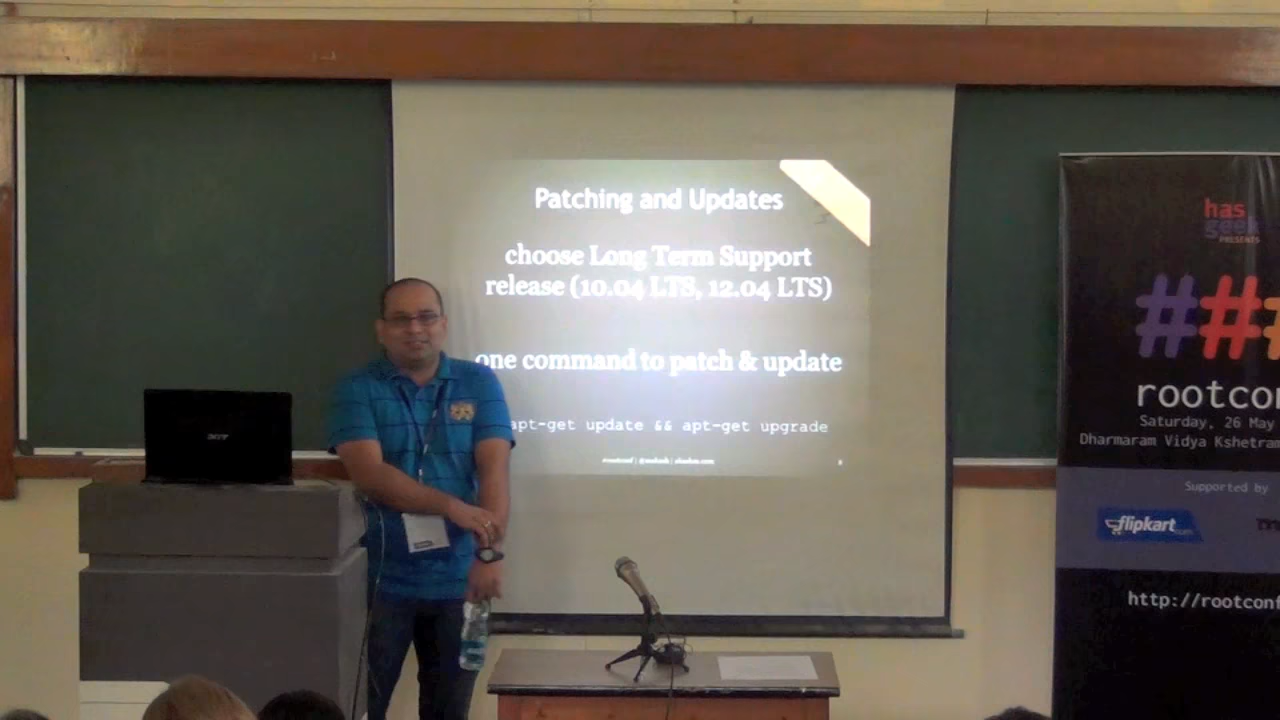 Patching and Updates
choose Long Term Support
release (10.04 LTS, 12.04 LTS)
one command to patch & update
apt-get update && apt-get upgrade
acer
has
geek
PRESENTS
###
rootcon
Saturday, 26 May
Dharmaram Vidya Kshetram
Supported by
flipkart
http://rootconf